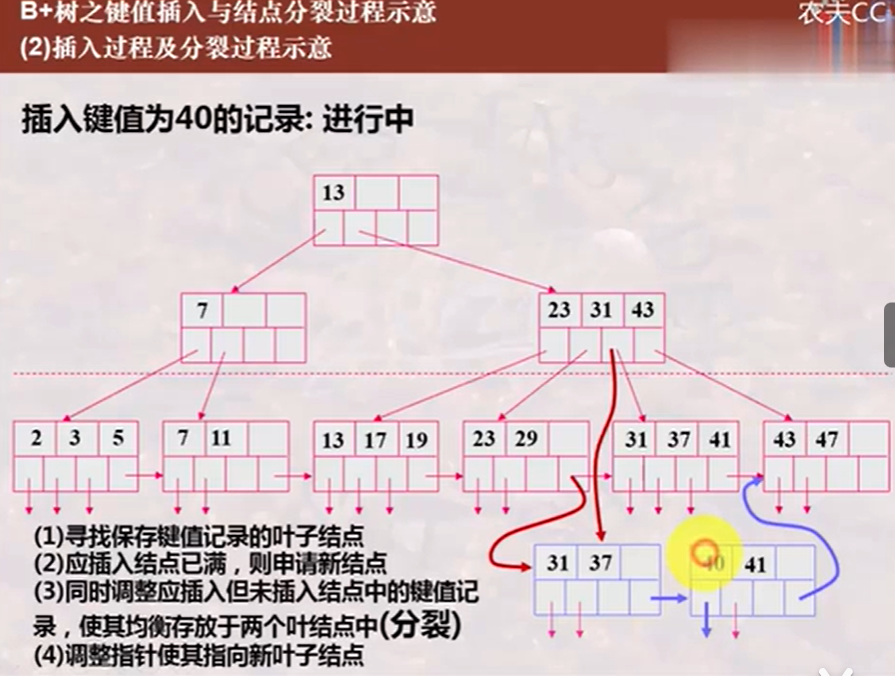 B+树之键值插入与结点分裂过程示意
农夫CC
(2)插入过程及分裂过程示意
插入键值为40的记录: 进行中
13
7
23 31 43
2 3 5
7 11
13 17 19
23 29
31 37 41
43 47
31 37
40 41
(1)寻找保存键值记录的叶子结点
(2)应插入结点已满，则申请新结点
(3)同时调整应插入但未插入结点中的键值记
录，使其均衡存放于两个叶结点中(分裂)
(4)调整指针使其指向新叶子结点